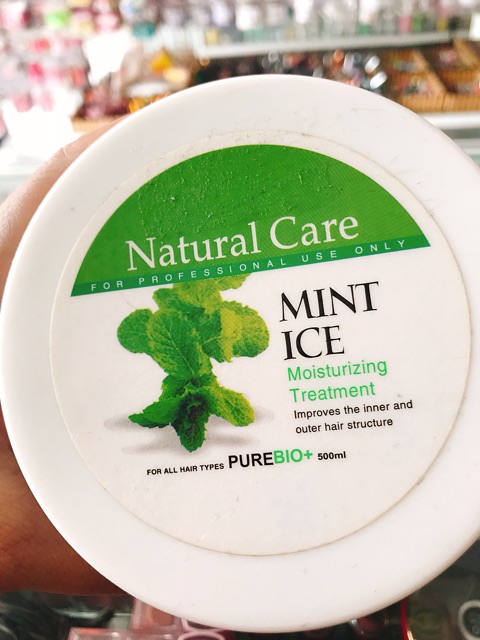 Natural Care
FOR PROFESSIONAL USE ONLY
MINT
ICE
Moisturizing
Treatment
Improves the inner and
outer hair structure
FOR ALL HAIR TYPES PUREBIO+ 500ml